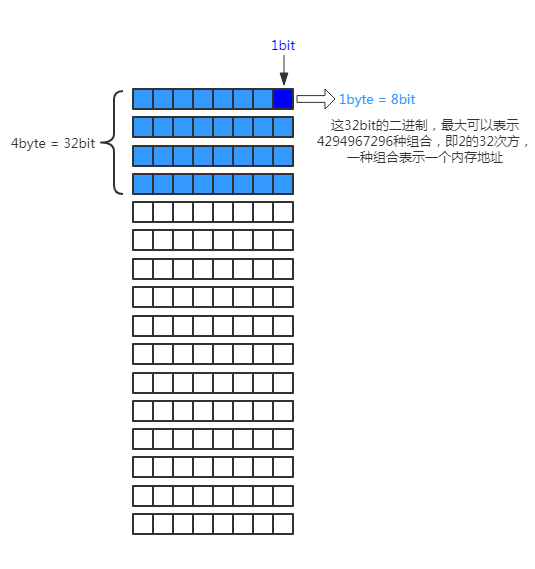 1bit
1byte = 8bit
4byte = 32bit
这32bit的二进制，最大可以表示
4294967296种组合，即2的32次方，
一种组合表示一个内存地址